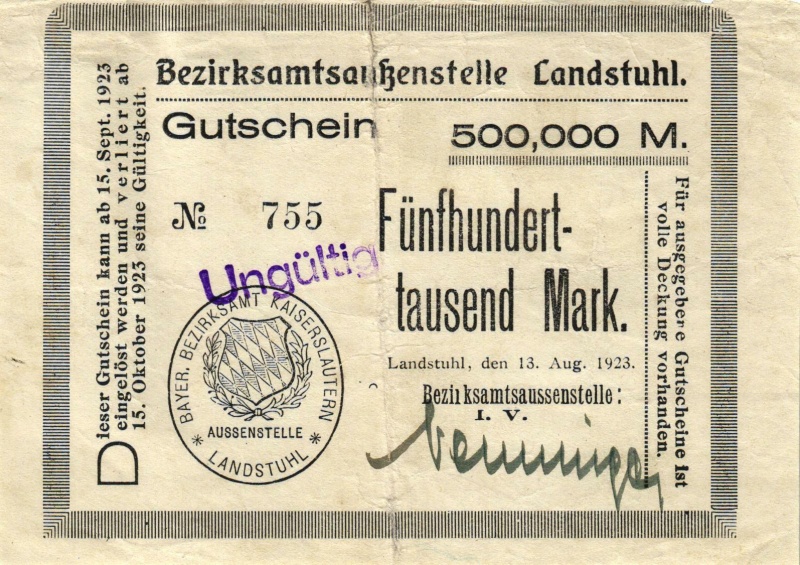 Bezirksamtsaußenstelle Landstuhl.
Gutschein 500,000 M.
Dieser Gutschein kann ab 15. Sept. 1923
eingelöst werden und verliert ab
15. Oktober 1923 seine Gültigkeit.
№ 755
Ungültig
BAYER. BEZIRKSAMT KAISERSLAUTERN
AUSSENSTELLE
* LANDSTUHL *
Fünfhundert-
tausend Mark.
Landstuhl, den 13. Aug. 1923.
Bezirksamtsaussenstelle:
I. V.
Für ausgegebere Gutscheine ist
volle Deckung vorhanden.